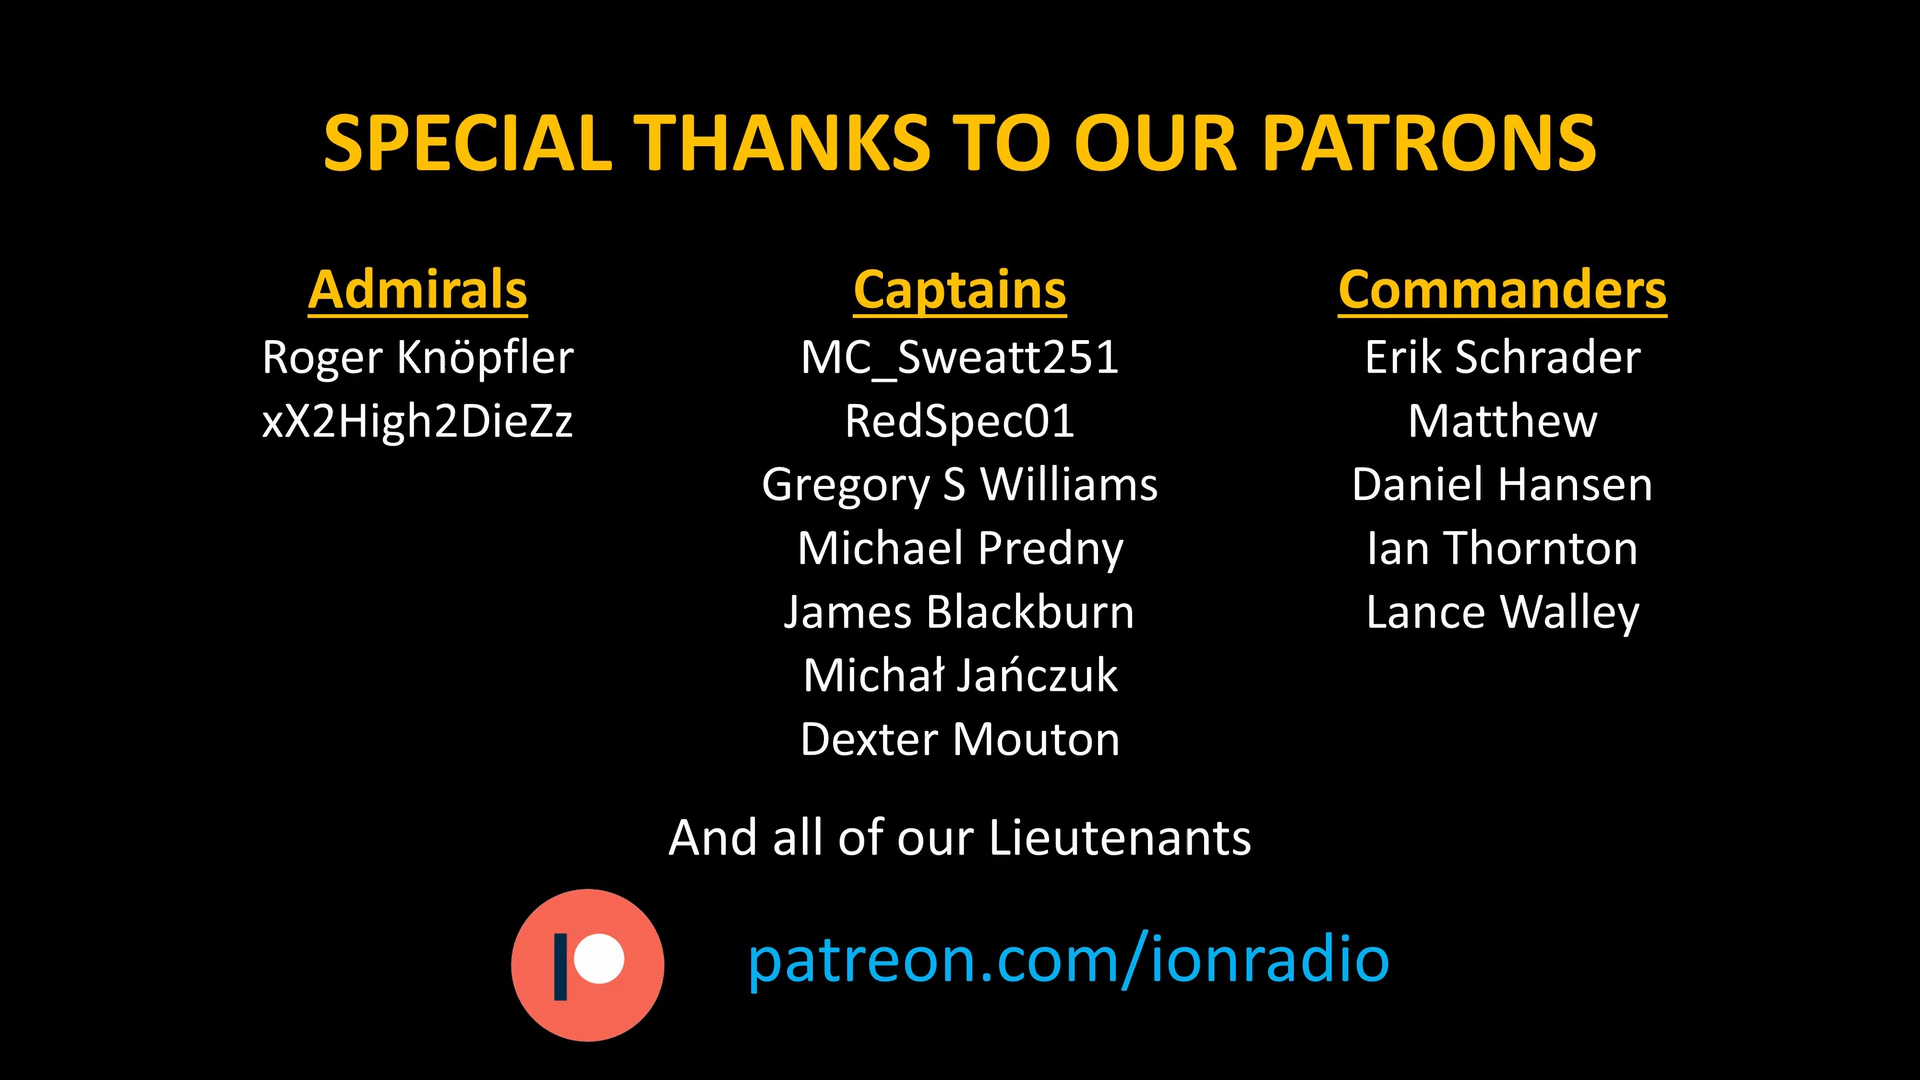 SPECIAL THANKS TO OUR PATRONS
Admirals
Roger Knöpfler
xX2High2DieZz
Captains
MC_Sweatt251
RedSpec01
Gregory S Williams
Michael Predny
James Blackburn
Michał Jańczuk
Dexter Mouton
Commanders
Erik Schrader
Matthew
Daniel Hansen
Ian Thornton
Lance Walley
And all of our Lieutenants
patreon.com/ionradio